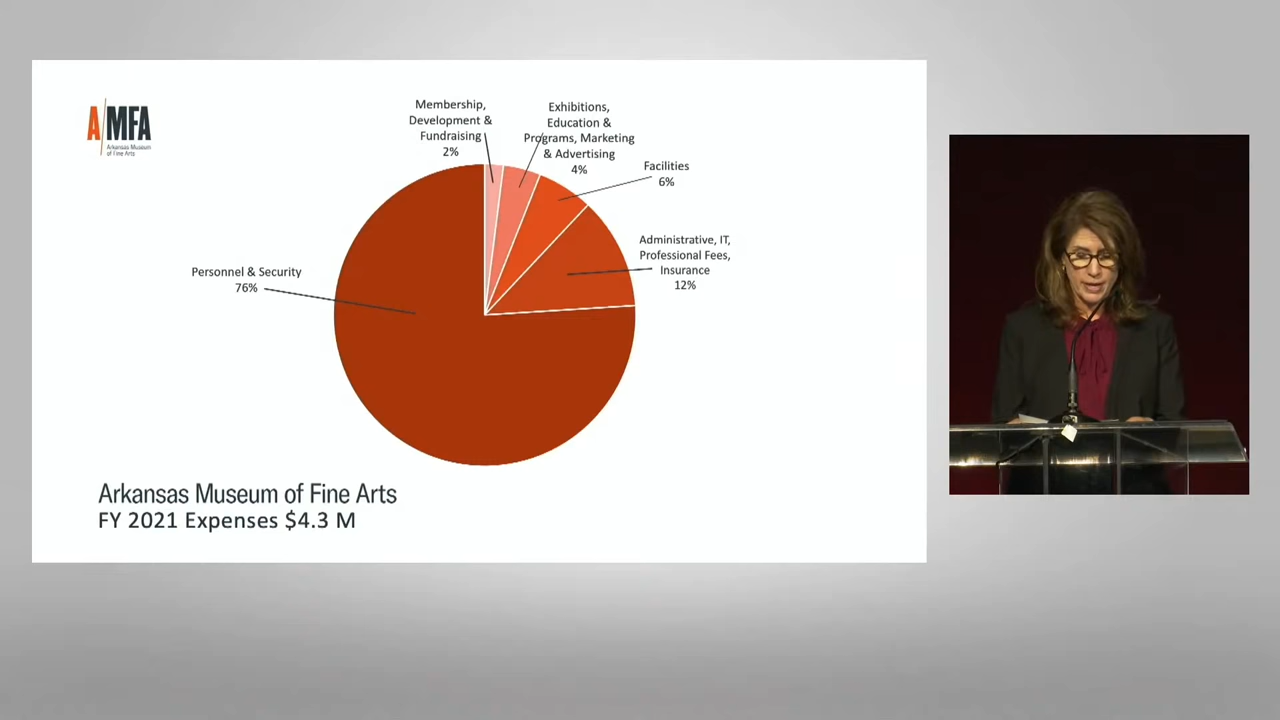 A/MFA
Arkansas Museum
of Fine Arts
Membership,
Development &
Fundraising
2%
Exhibitions,
Education &
Programs, Marketing
& Advertising
4%
Facilities
6%
Administrative, IT,
Professional Fees,
Insurance
12%
Personnel & Security
76%
Arkansas Museum of Fine Arts
FY 2021 Expenses $4.3 M